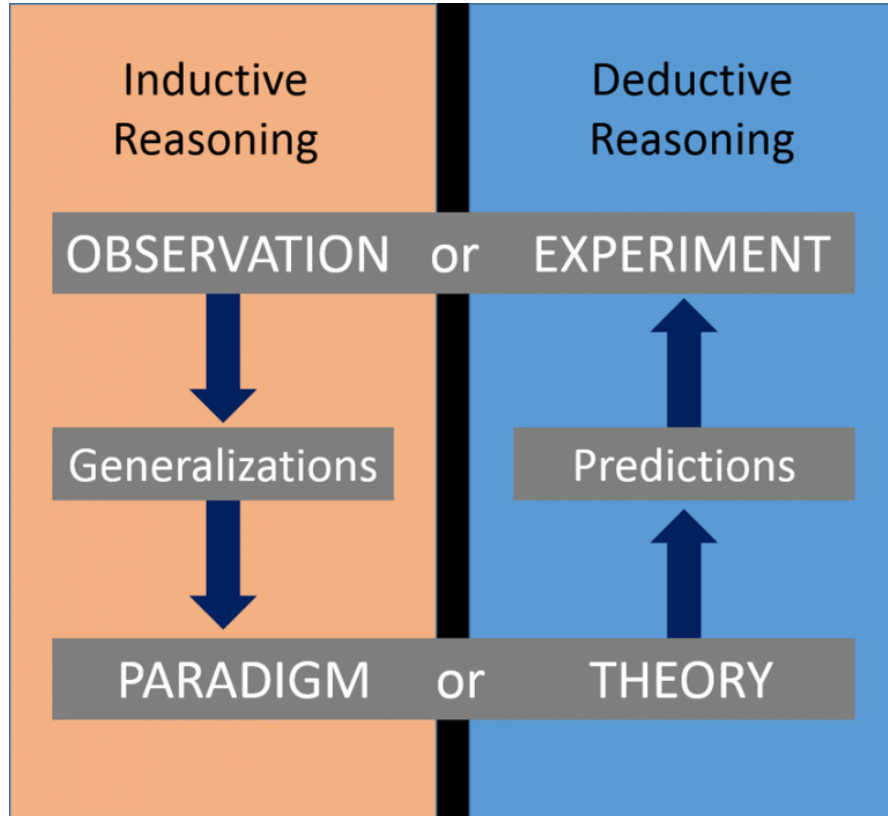 Inductive
Reasoning
Deductive
Reasoning
OBSERVATION or EXPERIMENT
Generalizations
Predictions
PARADIGM or THEORY